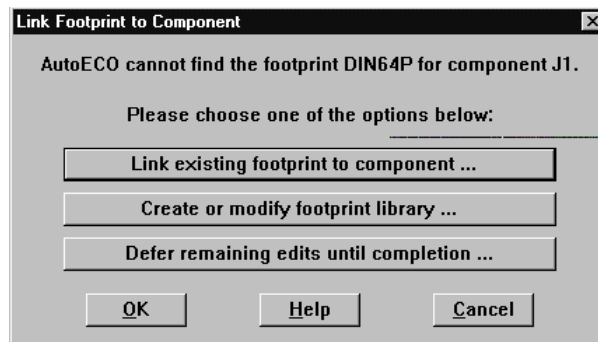 Link Footprint to Component
AutoECO cannot find the footprint DIN64P for component J1.
Please choose one of the options below:
Link existing footprint to component ...
Create or modify footprint library ...
Defer remaining edits until completion ...
OK Help Cancel